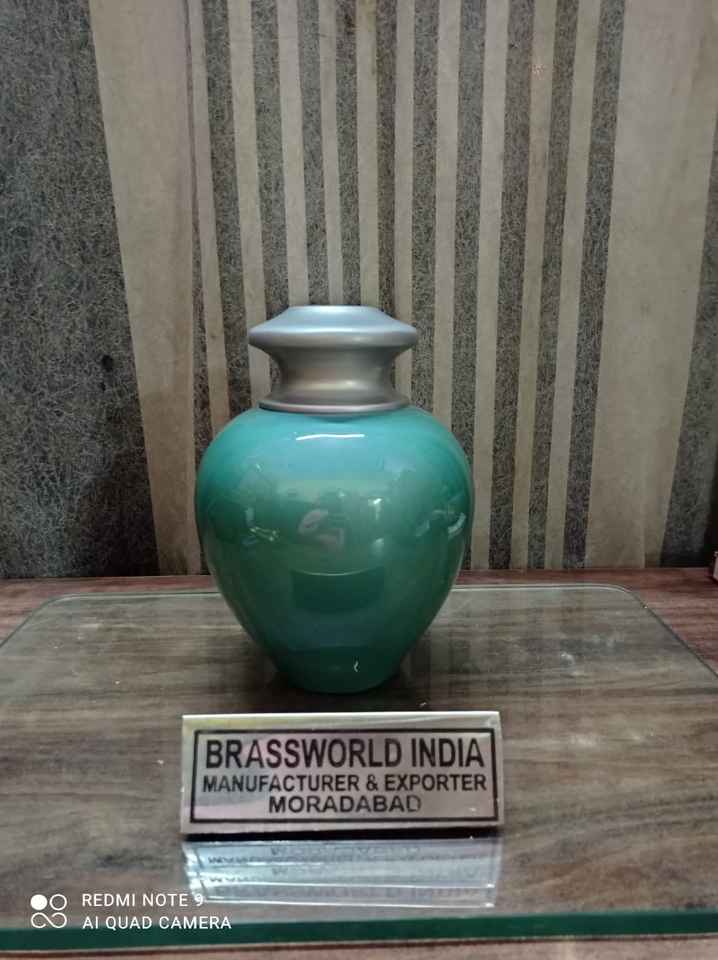 BRASSWORLD INDIA
MANUFACTURER & EXPORTER
MORADABAD
REDMI NOTE 9
AI QUAD CAMERA